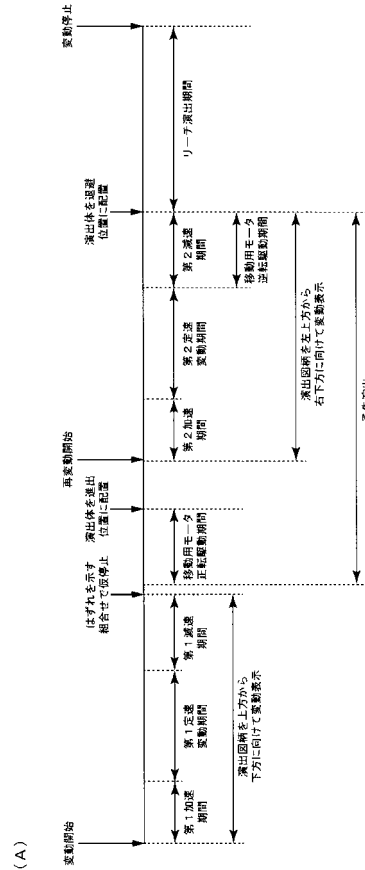 (A)
変動開始
はずれを示す
組合せで仮停止
演出体を進出
位置に配置
再変動開始
演出体を退避
位置に配置
変動停止
第1加速
期間
第1定速
変動期間
第1減速
期間
移動用モータ
正転駆動期間
第2加速
期間
第2定速
変動期間
第2減速
期間
リーチ演出期間
移動用モータ
逆転駆動期間
演出図柄を上方から
下方に向けて変動表示
演出図柄を左上方から
右下方に向けて変動表示